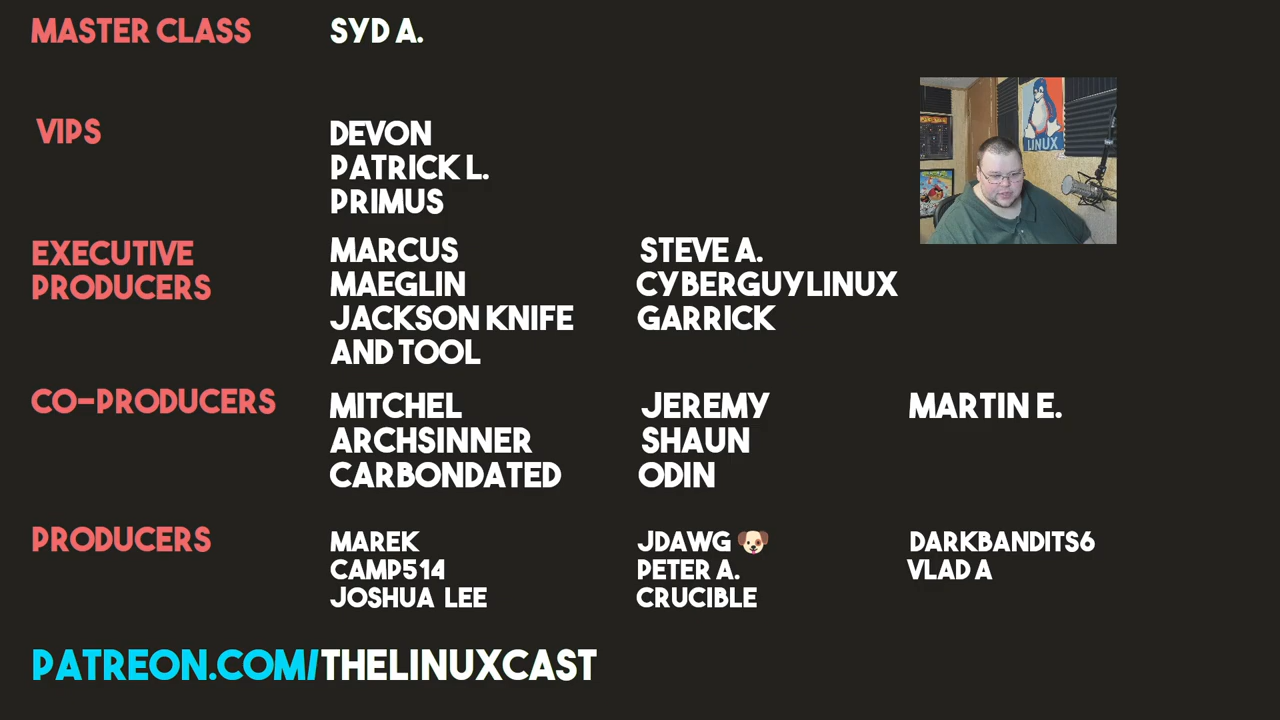 MASTER CLASS SYD A.
VIPS DEVON
PATRICK L.
PRIMUS
EXECUTIVE PRODUCERS
MARCUS STEVE A.
MAEGLIN CYBERGUYLINUX
JACKSON KNIFE GARRICK
AND TOOL
CO-PRODUCERS MITCHEL JEREMY MARTIN E.
ARCHSINNER SHAUN
CARBONDATED ODIN
PRODUCERS MAREK JDAWG 🐶 DARKBANDITS6
CAMP514 PETER A. VLAD A
JOSHUA LEE CRUCIBLE
PATREON.COM/THELINUXCAST
LINUX